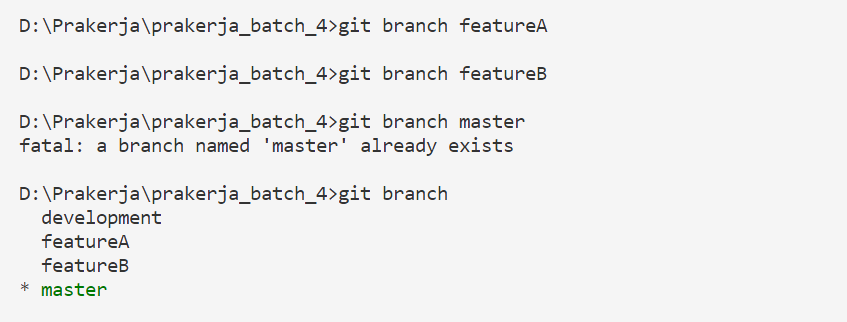 D:\Prakerja\prakerja_batch_4>git branch featureA
D:\Prakerja\prakerja_batch_4>git branch featureB
D:\Prakerja\prakerja_batch_4>git branch master
fatal: a branch named 'master' already exists
D:\Prakerja\prakerja_batch_4>git branch
  development
  featureA
  featureB
* master